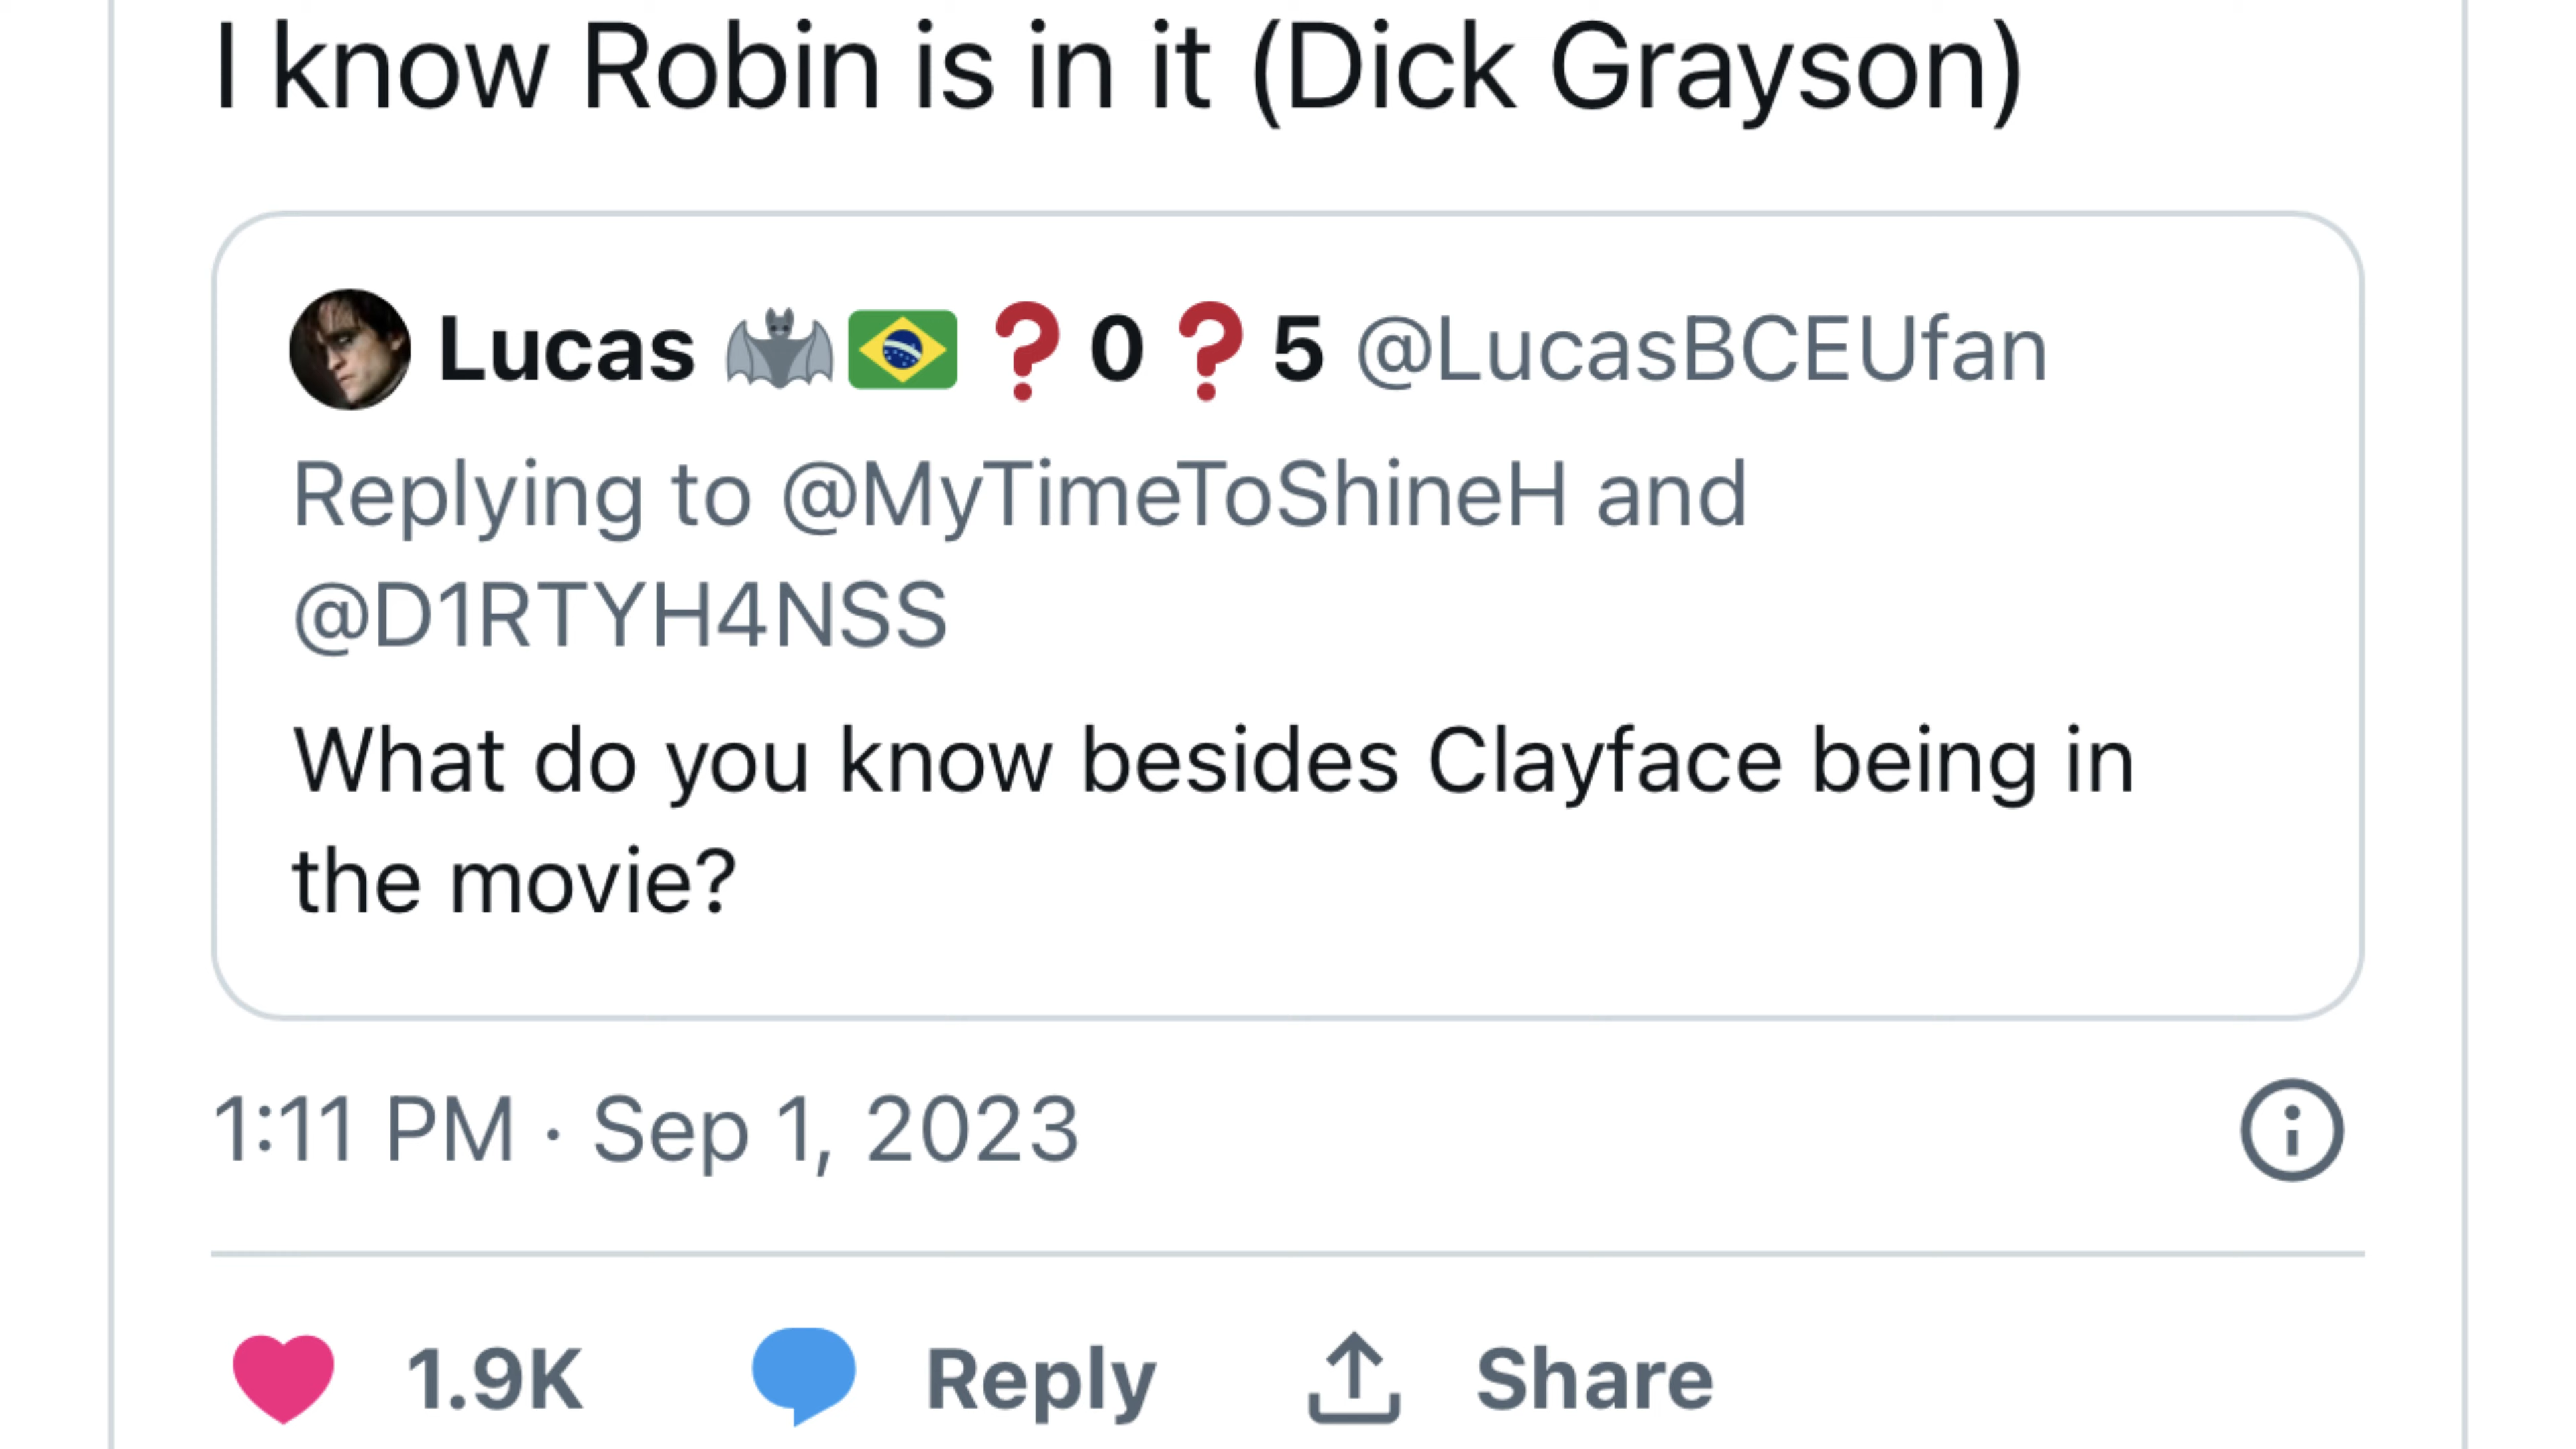 I know Robin is in it (Dick Grayson)
Lucas 🦇🇧🇷❓0❓5 @LucasBCEUfan
Replying to @MyTimeToShineH and
@D1RTYH4NSS
What do you know besides Clayface being in
the movie?
1:11 PM · Sep 1, 2023
1.9K Reply Share